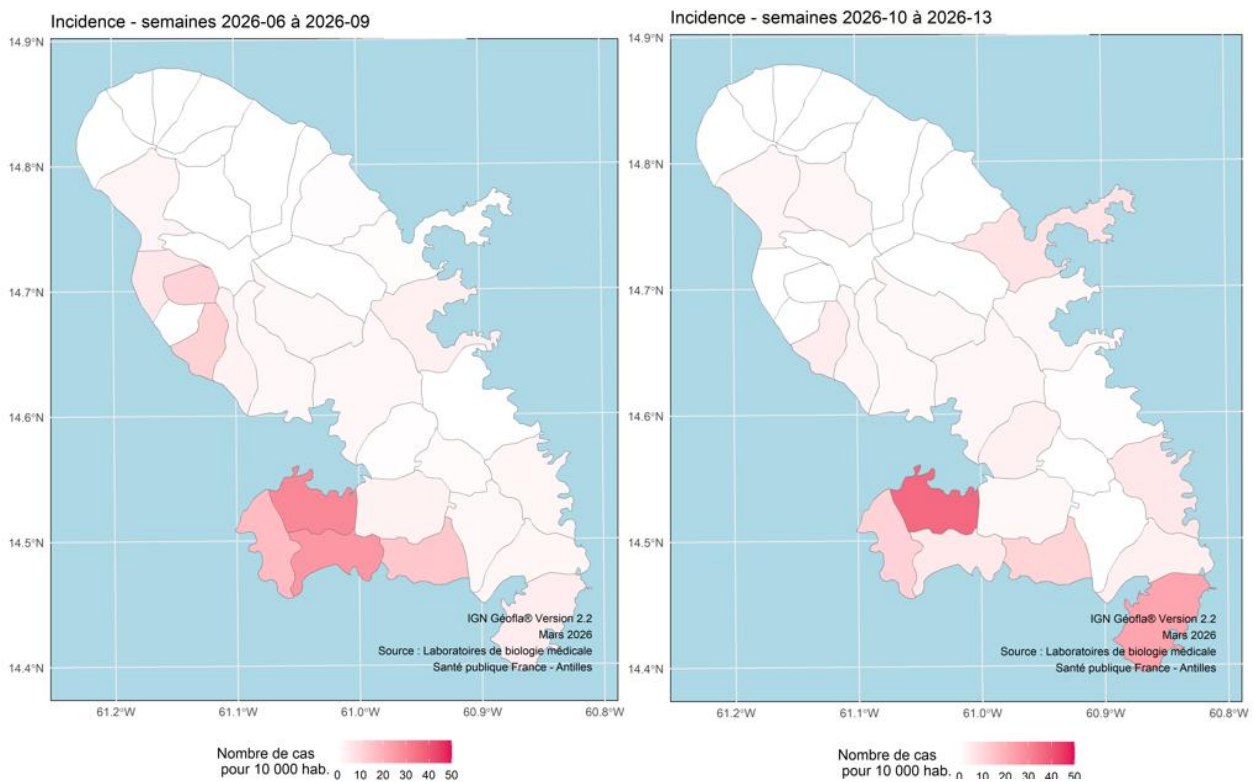 Incidence - semaines 2026-06 à 2026-09
14.9°N
14.8°N
14.7°N
14.6°N
14.5°N
14.4°N
IGN Géofla® Version 2.2
Mars 2026
Source : Laboratoires de biologie médicale
Santé publique France - Antilles
61.2°W 61.1°W 61.0°W 60.9°W 60.8°W
Nombre de cas
pour 10 000 hab. 0 10 20 30 40 50
Incidence - semaines 2026-10 à 2026-13
14.9°N
14.8°N
14.7°N
14.6°N
14.5°N
14.4°N
IGN Géofla® Version 2.2
Mars 2026
Source : Laboratoires de biologie médicale
Santé publique France - Antilles
61.2°W 61.1°W 61.0°W 60.9°W 60.8°W
Nombre de cas
pour 10 000 hab. 0 10 20 30 40 50